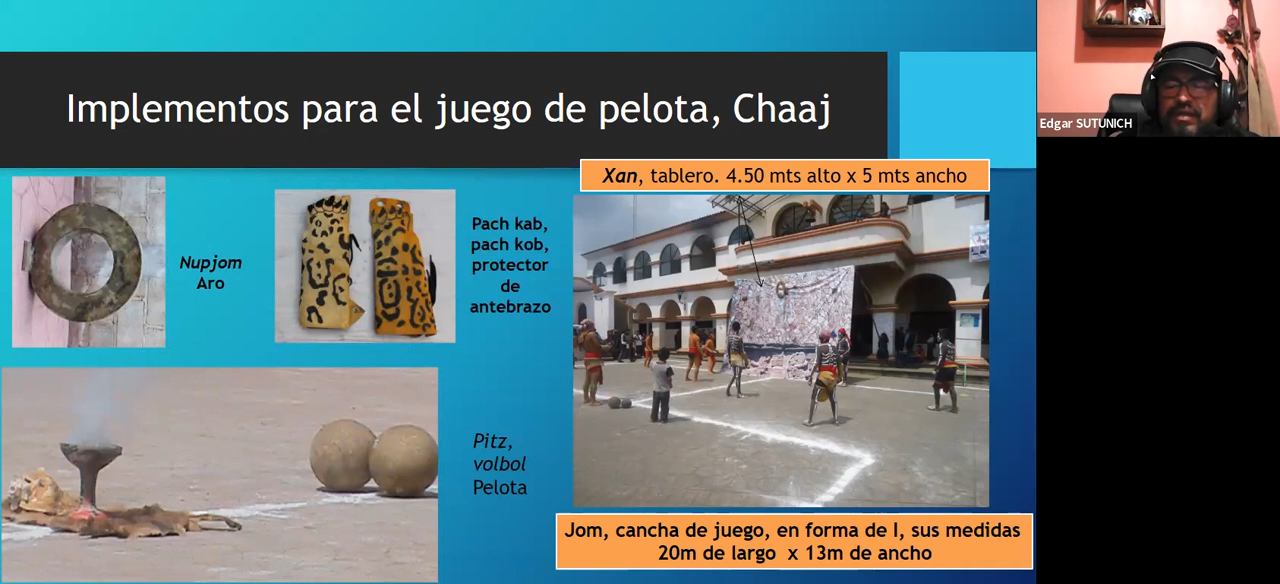 Implementos para el juego de pelota, Chaaj
Edgar SUTUNICH
Xan, tablero. 4.50 mts alto x 5 mts ancho
Nupjom
Aro
Pach kab,
pach kob,
protector
de
antebrazo
Pitz,
volbol
Pelota
Jom, cancha de juego, en forma de I, sus medidas
20m de largo x 13m de ancho